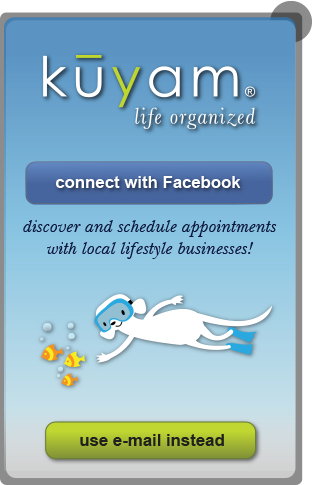 kūyam®
life organized
connect with Facebook
discover and schedule appointments
with local lifestyle businesses!
use e-mail instead